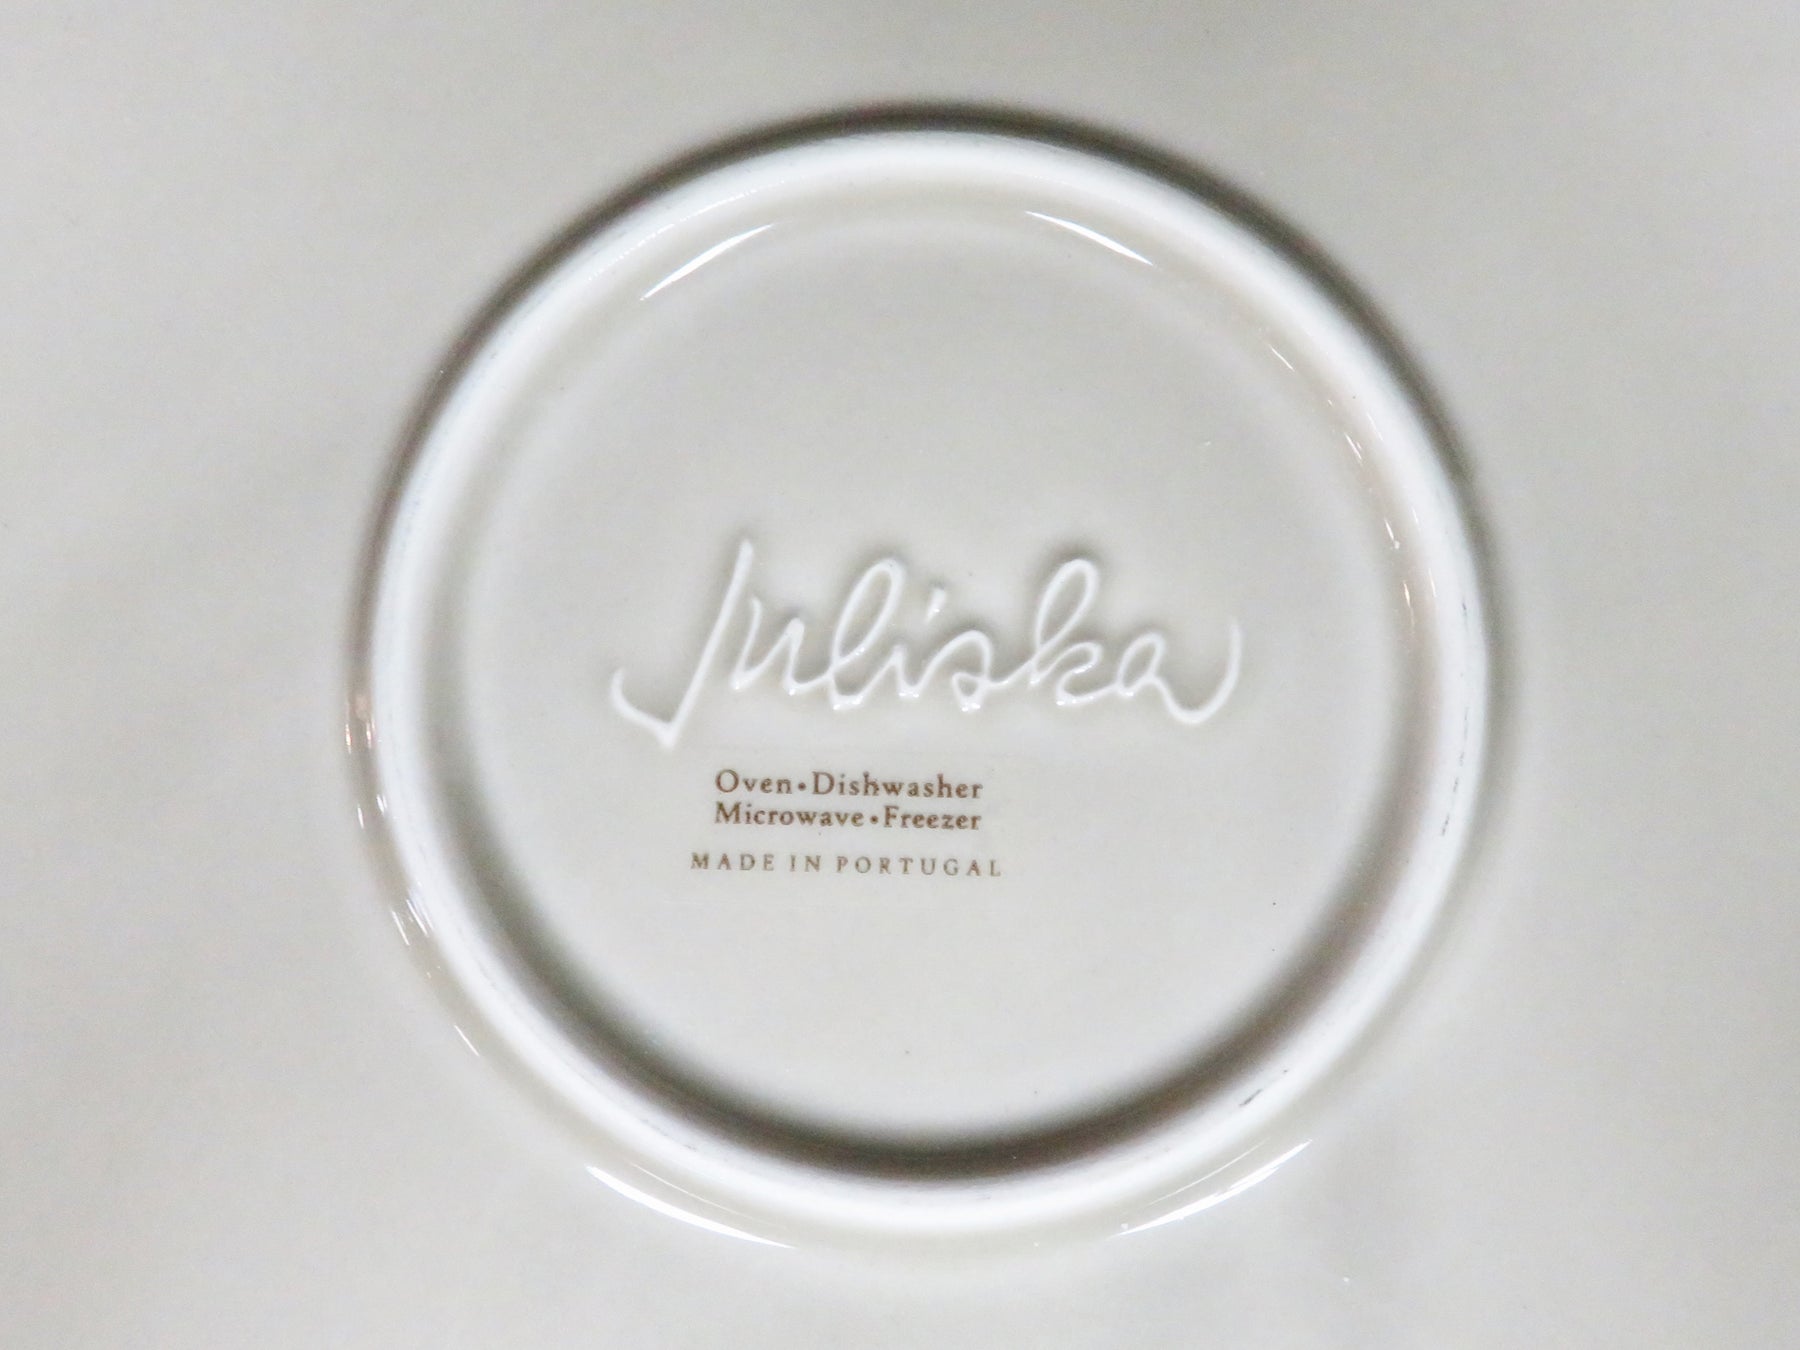 Juliska
Oven•Dishwasher
Microwave•Freezer
MADE IN PORTUGAL